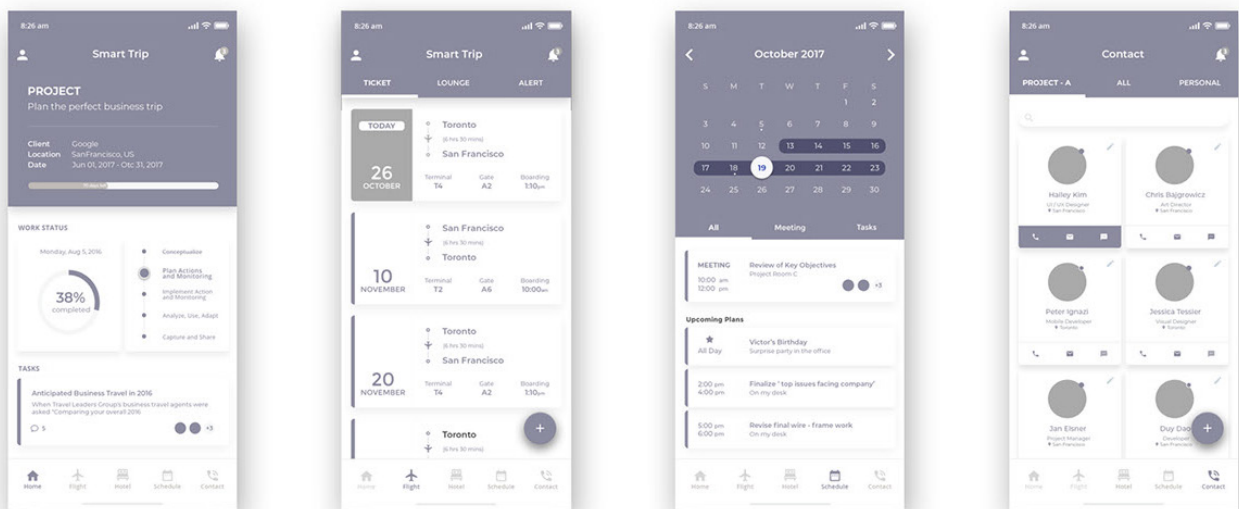 8:26 am
Smart Trip
PROJECT
Plan the perfect business trip
Client Google
Location SanFrancisco, US
Date Jun 01, 2017 - Otc 31, 2017
WORK STATUS
Monday, Aug 5, 2016
38%
completed
Conceptualize
Plan Actions
and Monitoring
Implement Action
and Monitoring
Analyze, Use, Adapt
Capture and Share
TASKS
Anticipated Business Travel in 2016
When Travel Leaders Group's business travel agents were
asked "Comparing your overall 2016
5 +3
Home Flight Hotel Schedule Contact
8:26 am
Smart Trip
TICKET LOUNGE ALERT
TODAY
26
OCTOBER
Toronto
(6 hrs 30 mins)
San Francisco
Terminal Gate Boarding
T4 A2 1:10pm
10
NOVEMBER
San Francisco
(6 hrs 30 mins)
Toronto
Terminal Gate Boarding
T2 A6 10:00am
20
NOVEMBER
Toronto
(6 hrs 30 mins)
San Francisco
Terminal Gate Boarding
T4 A2 1:10pm
Toronto
(6 hrs 30 mins)
+
Home Flight Hotel Schedule Contact
8:26 am
October 2017
S M T W T F S
1 2
3 4 5 6 7 8 9
10 11 12 13 14 15 16
17 18 19 20 21 22 23
24 25 26 27 28 29 30
All Meeting Tasks
MEETING
10:00 am
12:00 pm
Review of Key Objectives
Project Room C
+3
Upcoming Plans
All Day
Victor's Birthday
Surprise party in the office
2:00 pm
4:00 pm
Finalize " top issues facing company"
On my desk
5:00 pm
6:00 pm
Revise final wire - frame work
On my desk
Home Flight Hotel Schedule Contact
8:26 am
Contact
PROJECT - A ALL PERSONAL
Hailey Kim
UI / UX Designer
San Francisco
Chris Bajgrowicz
Art Director
San Francisco
Peter Ignazi
Mobile Developer
Toronto
Jessica Tessier
Visual Designer
Toronto
Jan Elsner
Project Manager
San Francisco
Duy Dao
Developer
San Francisco
+
Home Flight Hotel Schedule Contact